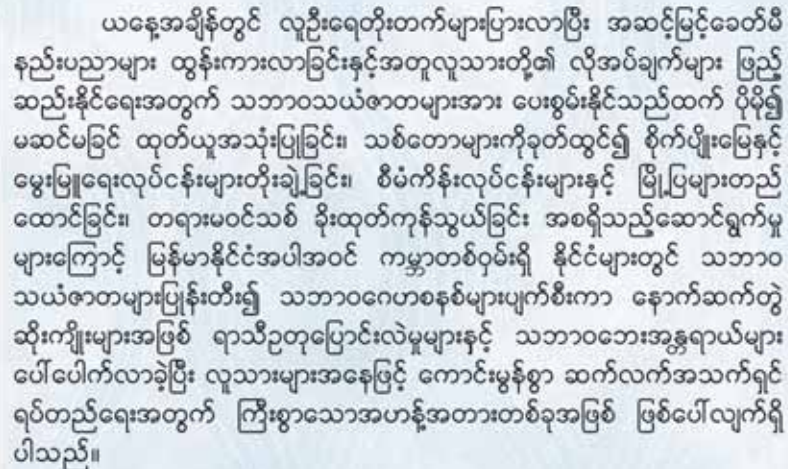 ယနေ့အချိန်တွင် လူဦးရေတိုးတက်များပြားလာပြီး အဆင့်မြင့်ခေတ်မီ
နည်းပညာများ ထွန်းကားလာခြင်းနှင့်အတူလူသားတို့၏ လိုအပ်ချက်များ ဖြည့်
ဆည်းနိုင်ရေးအတွက် သဘာဝသယံဇာတများအား ပေးစွမ်းနိုင်သည်ထက် ပိုမို၍
မဆင်မခြင် ထုတ်ယူအသုံးပြုခြင်း၊ သစ်တောများကိုခုတ်ထွင်၍ စိုက်ပျိုးမြေနှင့်
မွေးမြူရေးလုပ်ငန်းများတိုးချဲ့ခြင်း၊ စီမံကိန်းလုပ်ငန်းများနှင့် မြို့ပြများတည်
ထောင်ခြင်း၊ တရားမဝင်သစ် ခိုးထုတ်ကုန်သွယ်ခြင်း အစရှိသည့်ဆောင်ရွက်မှု
များကြောင့် မြန်မာနိုင်ငံအပါအဝင် ကမ္ဘာတစ်ဝှမ်းရှိ နိုင်ငံများတွင် သဘာဝ
သယံဇာတများပြုန်းတီး၍ သဘာဝဂေဟစနစ်များပျက်စီးကာ နောက်ဆက်တွဲ
ဆိုးကျိုးများအဖြစ် ရာသီဥတုပြောင်းလဲမှုများနှင့် သဘာဝဘေးအန္တရာယ်များ
ပေါ်ပေါက်လာခဲ့ပြီး လူသားများအနေဖြင့် ကောင်းမွန်စွာ ဆက်လက်အသက်ရှင်
ရပ်တည်ရေးအတွက် ကြီးစွာသောအဟန့်အတားတစ်ခုအဖြစ် ဖြစ်ပေါ်လျက်ရှိ
ပါသည်။